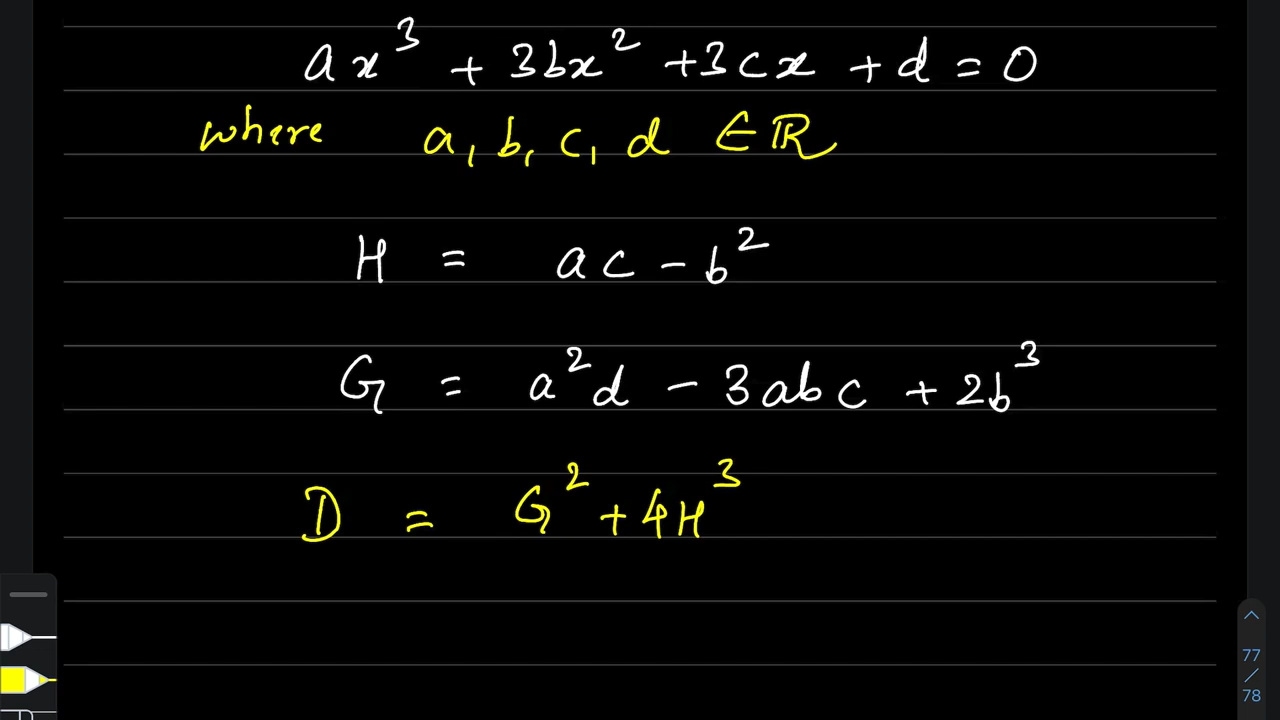 ax³ + 3bx² + 3cx + d = 0
where a, b, c, d ∈ ℝ
H = ac - b²
G = a²d - 3abc + 2b³
D = G² + 4H³
77
/
78